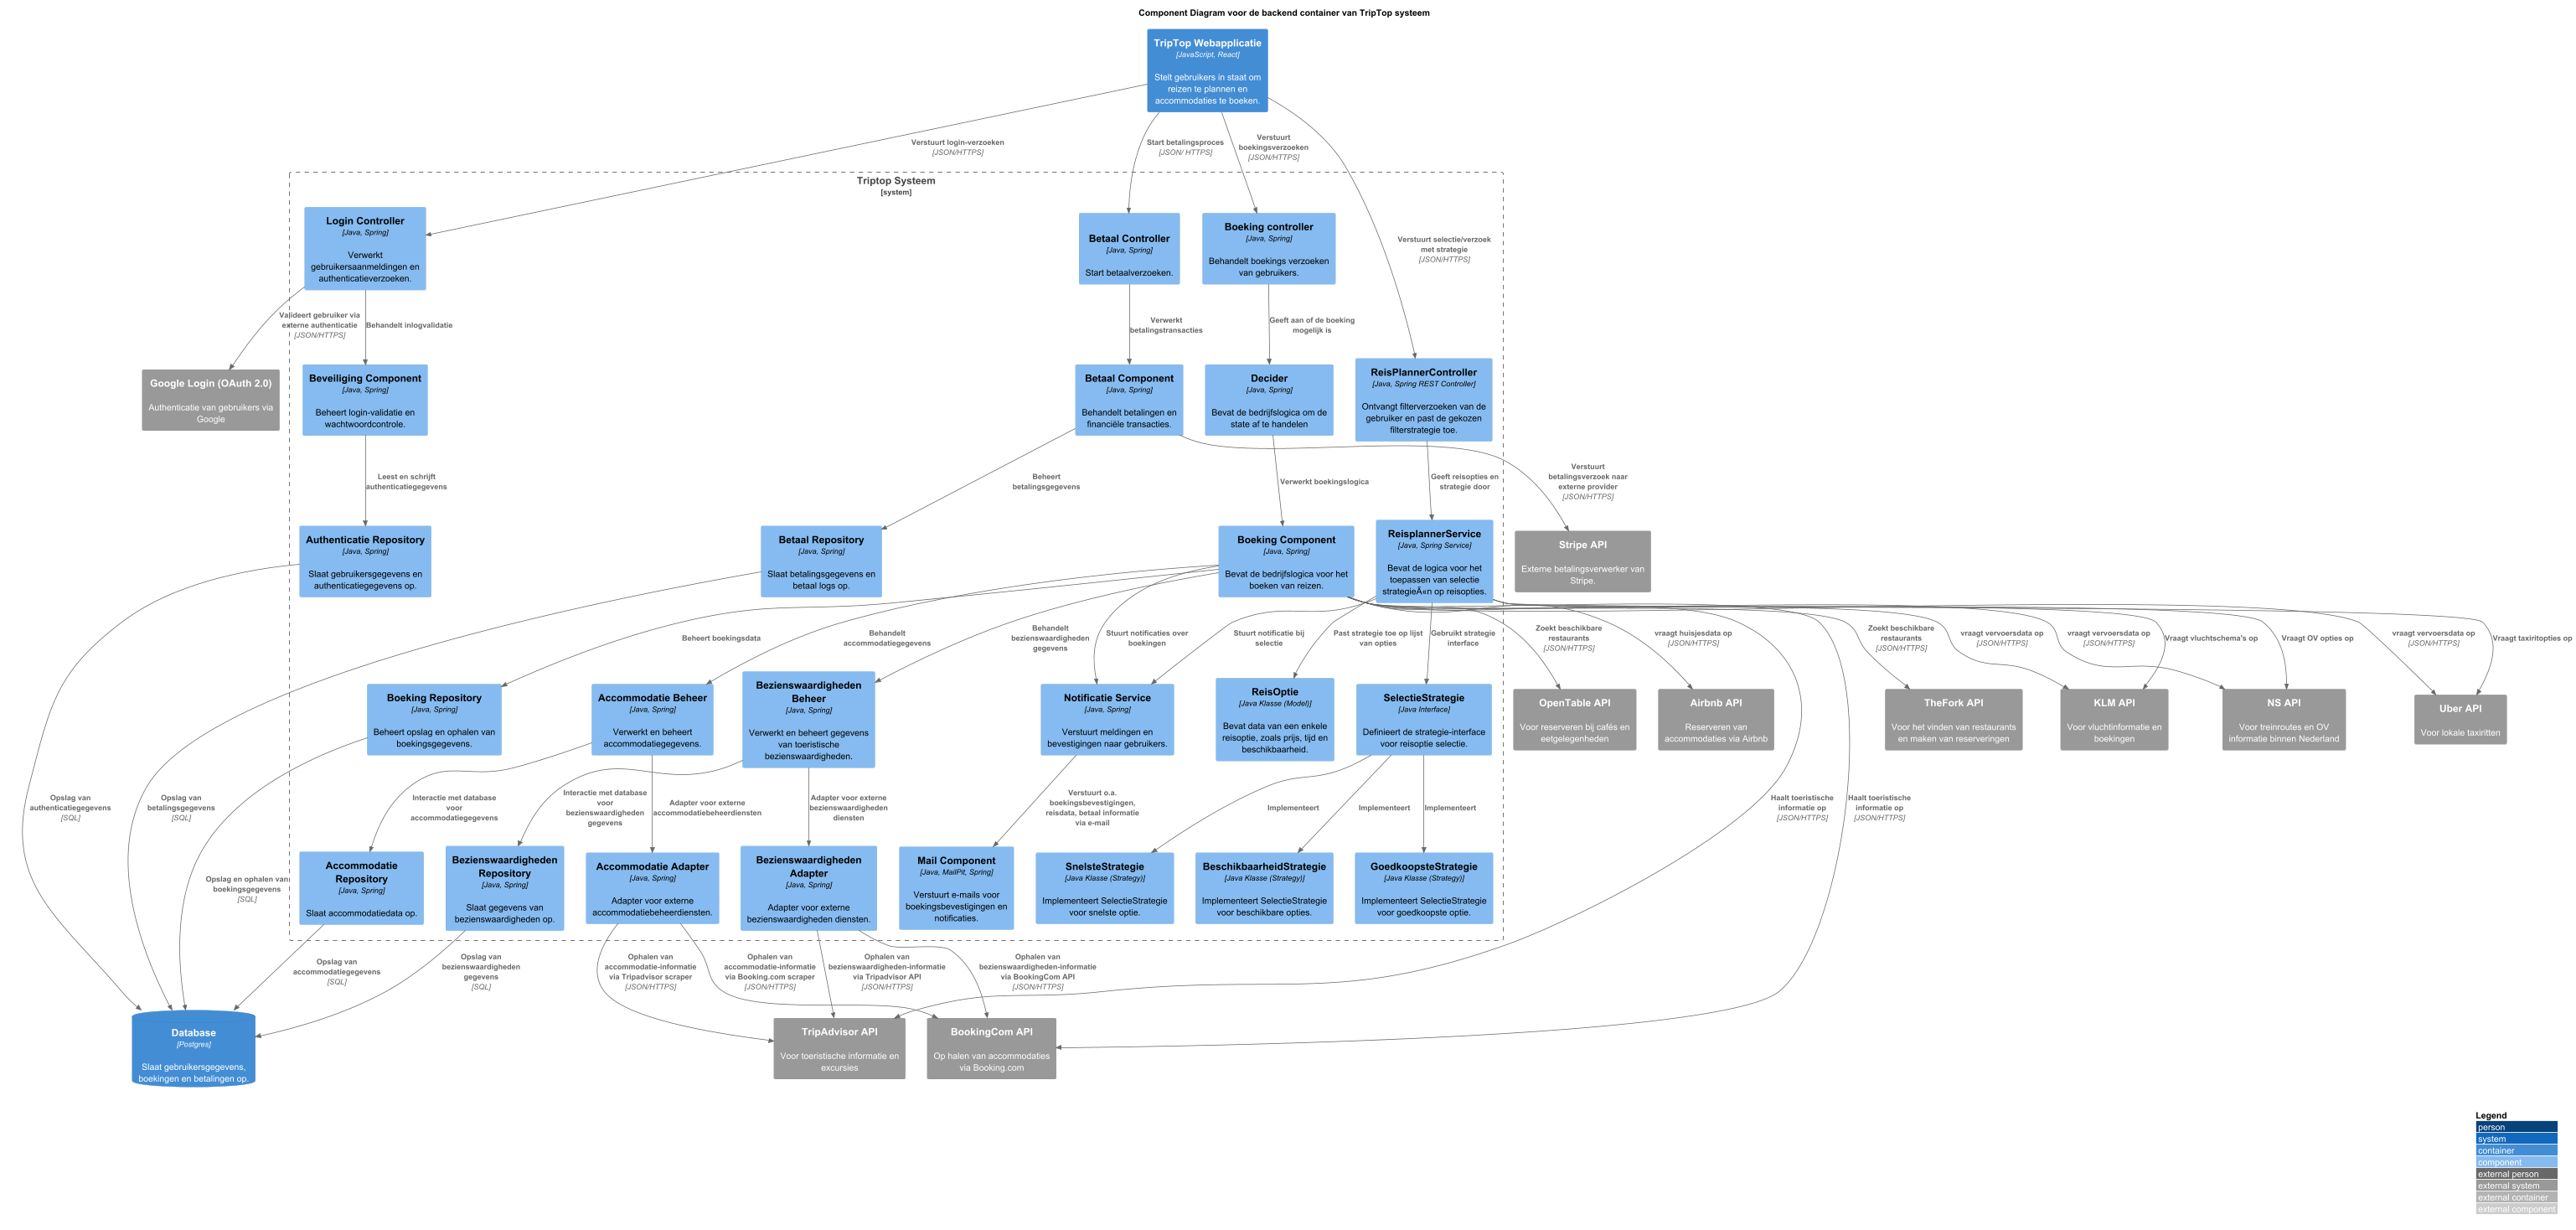 Component Diagram voor de backend container van TripTop systeem
TripTop Webapplicatie
[JavaScript, React]
Stelt gebruikers in staat om
reizen te plannen en
accommodaties te boeken.
Verstuurt login-verzoeken
[JSON/HTTPS]
Start betalingsproces
[JSON/ HTTPS]
Verstuurt
boekingsverzoeken
[JSON/HTTPS]
Verstuurt selectie/verzoek
met strategie
[JSON/HTTPS]
Triptop Systeem
[system]
Login Controller
[Java, Spring]
Verwerkt
gebruikersaanmeldingen en
authenticatieverzoeken.
Betaal Controller
[Java, Spring]
Start betaalverzoeken.
Boeking controller
[Java, Spring]
Behandelt boekings verzoeken
van gebruikers.
Valideert gebruiker via
externe authenticatie
[JSON/HTTPS]
Behandelt inlogvalidatie
Verwerkt
betalingstransacties
Geeft aan of de boeking
mogelijk is
Google Login (OAuth 2.0)
Authenticatie van gebruikers via
Google
Beveiliging Component
[Java, Spring]
Beheert login-validatie en
wachtwoordcontrole.
Betaal Component
[Java, Spring]
Behandelt betalingen en
financiële transacties.
Decider
[Java, Spring]
Bevat de bedrijfslogica om de
state af te handelen
ReisPlannerController
[Java, Spring REST Controller]
Ontvangt filterverzoeken van de
gebruiker en past de gekozen
filterstrategie toe.
Leest en schrijft
authenticatiegegevens
Beheert
betalingsgegevens
Verwerkt boekingslogica
Geeft reisopties en
strategie door
Verstuurt
betalingsverzoek naar
externe provider
[JSON/HTTPS]
Authenticatie Repository
[Java, Spring]
Slaat gebruikersgegevens en
authenticatiegegevens op.
Betaal Repository
[Java, Spring]
Slaat betalingsgegevens en
betaal logs op.
Boeking Component
[Java, Spring]
Bevat de bedrijfslogica voor het
boeken van reizen.
ReisplannerService
[Java, Spring Service]
Bevat de logica voor het
toepassen van selectie
strategieÃ«n op reisopties.
Stripe API
Externe betalingsverwerker van
Stripe.
Beheert boekingsdata
Behandelt
accommodatiegegevens
Behandelt
bezienswaardigheden
gegevens
Stuurt notificaties over
boekingen
Stuurt notificatie bij
selectie
Past strategie toe op lijst
van opties
Gebruikt strategie
interface
Zoekt beschikbare
restaurants
[JSON/HTTPS]
vraagt huisjesdata op
[JSON/HTTPS]
Zoekt beschikbare
restaurants
[JSON/HTTPS]
vraagt vervoersdata op
[JSON/HTTPS]
vraagt vervoersdata op
[JSON/HTTPS]
Vraagt vluchtschema's op
Vraagt OV opties op
vraagt vervoersdata op
[JSON/HTTPS]
Vraagt taxiritopties op
Boeking Repository
[Java, Spring]
Beheert opslag en ophalen van
boekingsgegevens.
Accommodatie Beheer
[Java, Spring]
Verwerkt en beheert
accommodatiegegevens.
Bezienswaardigheden
Beheer
[Java, Spring]
Verwerkt en beheert gegevens
van toeristische
bezienswaardigheden.
Notificatie Service
[Java, Spring]
Verstuurt meldingen en
bevestigingen naar gebruikers.
ReisOptie
[Java Klasse (Model)]
Bevat data van een enkele
reisoptie, zoals prijs, tijd en
beschikbaarheid.
SelectieStrategie
[Java Interface]
Definieert de strategie-interface
voor reisoptie selectie.
OpenTable API
Voor reserveren bij cafés en
eetgelegenheden
Airbnb API
Reserveren van
accommodaties via Airbnb
TheFork API
Voor het vinden van restaurants
en maken van reserveringen
KLM API
Voor vluchtinformatie en
boekingen
NS API
Voor treinroutes en OV
informatie binnen Nederland
Uber API
Voor lokale taxiritten
Opslag van
authenticatiegegevens
[SQL]
Opslag van
betalingsgegevens
[SQL]
Interactie met database
voor
accommodatiegegevens
Interactie met database
voor
bezienswaardigheden
gegevens
Adapter voor externe
accommodatiebeheerdiensten
Adapter voor externe
bezienswaardigheden
diensten
Verstuurt o.a.
boekingsbevestigingen,
reisdata, betaal informatie
via e-mail
Implementeert
Implementeert
Implementeert
Haalt toeristische
informatie op
[JSON/HTTPS]
Haalt toeristische
informatie op
[JSON/HTTPS]
Opslag en ophalen van
boekingsgegevens
[SQL]
Accommodatie
Repository
[Java, Spring]
Slaat accommodatiedata op.
Bezienswaardigheden
Repository
[Java, Spring]
Slaat gegevens van
bezienswaardigheden op.
Accommodatie Adapter
[Java, Spring]
Adapter voor externe
accommodatiebeheerdiensten.
Bezienswaardigheden
Adapter
[Java, Spring]
Adapter voor externe
bezienswaardigheden diensten.
Mail Component
[Java, MailPit, Spring]
Verstuurt e-mails voor
boekingsbevestigingen en
notificaties.
SnelsteStrategie
[Java Klasse (Strategy)]
Implementeert SelectieStrategie
voor snelste optie.
BeschikbaarheidStrategie
[Java Klasse (Strategy)]
Implementeert SelectieStrategie
voor beschikbare opties.
GoedkoopsteStrategie
[Java Klasse (Strategy)]
Implementeert SelectieStrategie
voor goedkoopste optie.
Opslag van
accommodatiegegevens
[SQL]
Opslag van
bezienswaardigheden
gegevens
[SQL]
Ophalen van
accommodatie-informatie
via Tripadvisor scraper
[JSON/HTTPS]
Ophalen van
accommodatie-informatie
via Booking.com scraper
[JSON/HTTPS]
Ophalen van
bezienswaardigheden-informatie
via Tripadvisor API
[JSON/HTTPS]
Ophalen van
bezienswaardigheden-informatie
via BookingCom API
[JSON/HTTPS]
Database
[Postgres]
Slaat gebruikersgegevens,
boekingen en betalingen op.
TripAdvisor API
Voor toeristische informatie en
excursies
BookingCom API
Op halen van accommodaties
via Booking.com
Legend
person
system
container
component
external person
external system
external container
external component